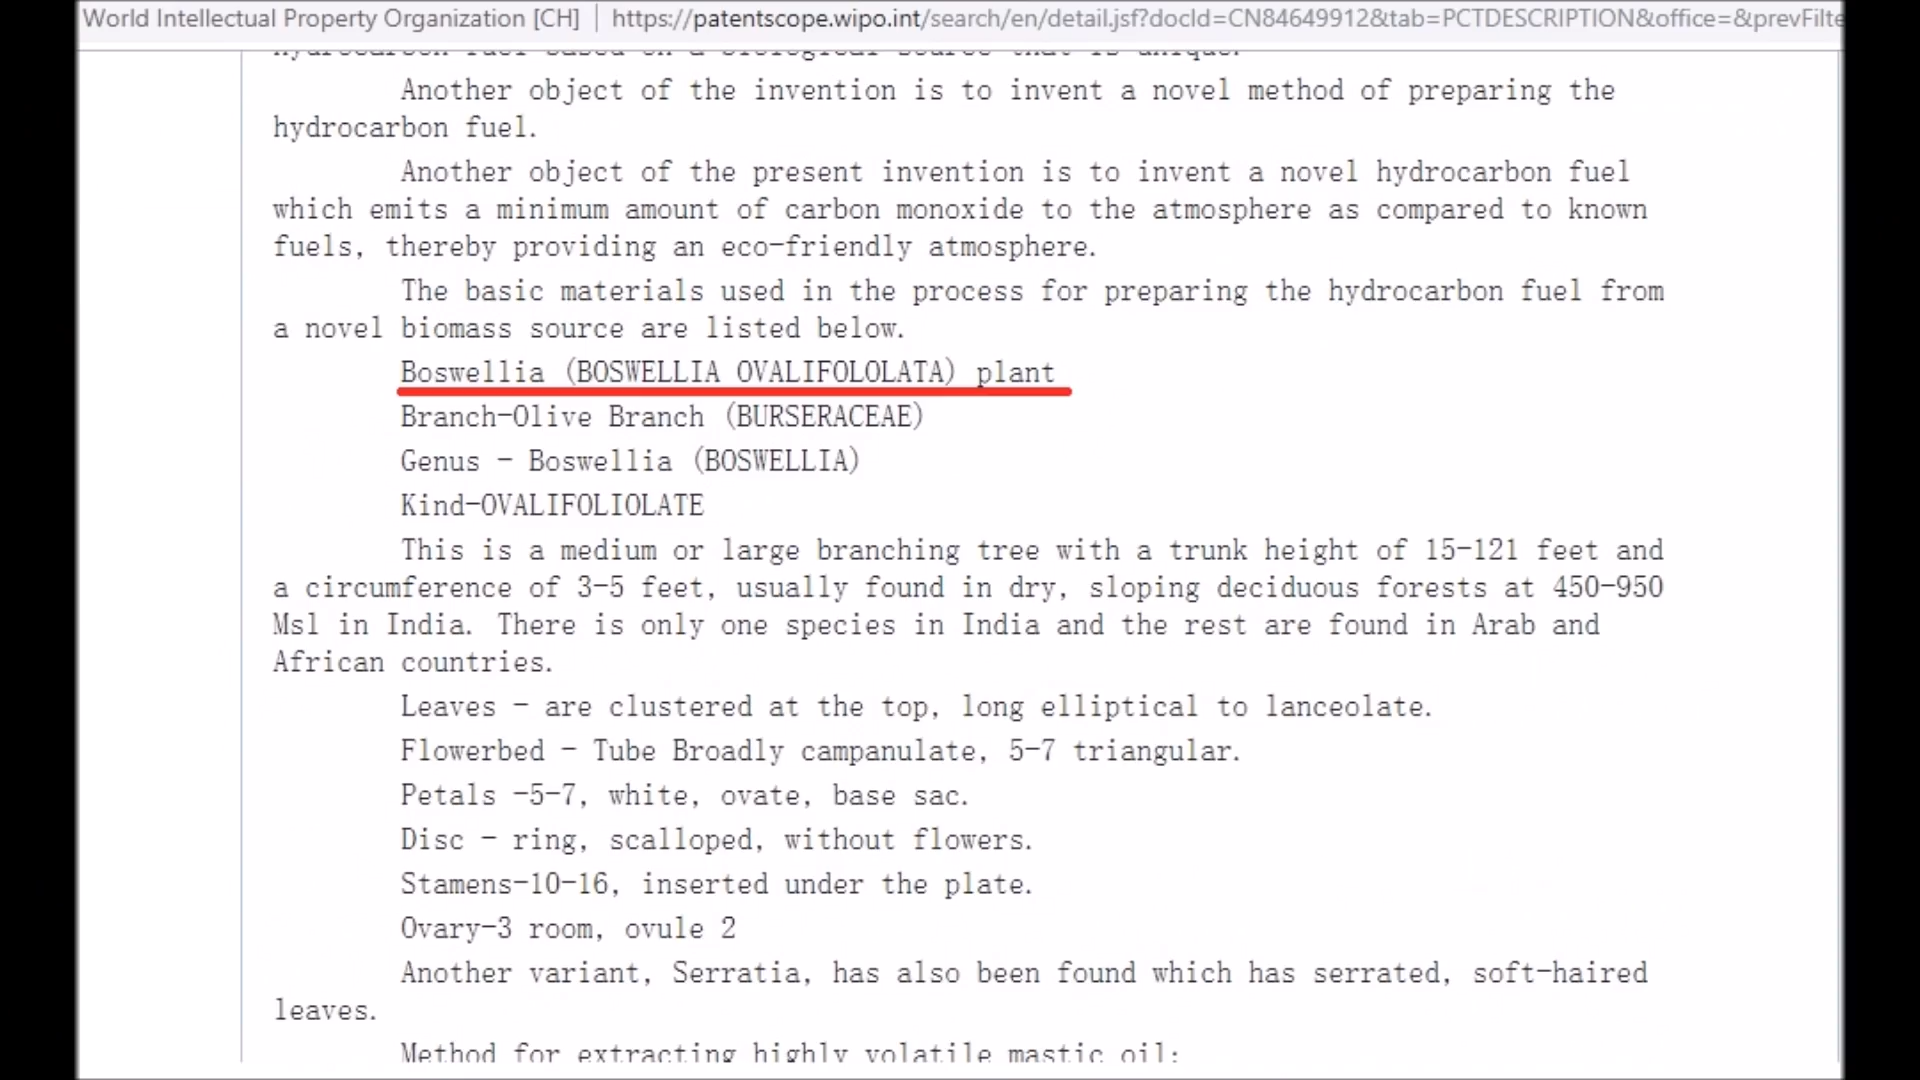 World Intellectual Property Organization [CH] | https://patentscope.wipo.int/search/en/detail.jsf?docId=CN84649912&tab=PCTDESCRIPTION&office=&prevFilte
hydrocarbon fuel based on a biological source that is unique.
Another object of the invention is to invent a novel method of preparing the
hydrocarbon fuel.
Another object of the present invention is to invent a novel hydrocarbon fuel
which emits a minimum amount of carbon monoxide to the atmosphere as compared to known
fuels, thereby providing an eco-friendly atmosphere.
The basic materials used in the process for preparing the hydrocarbon fuel from
a novel biomass source are listed below.
Boswellia (BOSWELLIA OVALIFOLOLATA) plant
Branch-Olive Branch (BURSERACEAE)
Genus - Boswellia (BOSWELLIA)
Kind-OVALIFOLIOLATE
This is a medium or large branching tree with a trunk height of 15-121 feet and
a circumference of 3-5 feet, usually found in dry, sloping deciduous forests at 450-950
Msl in India. There is only one species in India and the rest are found in Arab and
African countries.
Leaves - are clustered at the top, long elliptical to lanceolate.
Flowerbed - Tube Broadly campanulate, 5-7 triangular.
Petals -5-7, white, ovate, base sac.
Disc - ring, scalloped, without flowers.
Stamens-10-16, inserted under the plate.
Ovary-3 room, ovule 2
Another variant, Serratia, has also been found which has serrated, soft-haired
leaves.
Method for extracting highly volatile mastic oil: